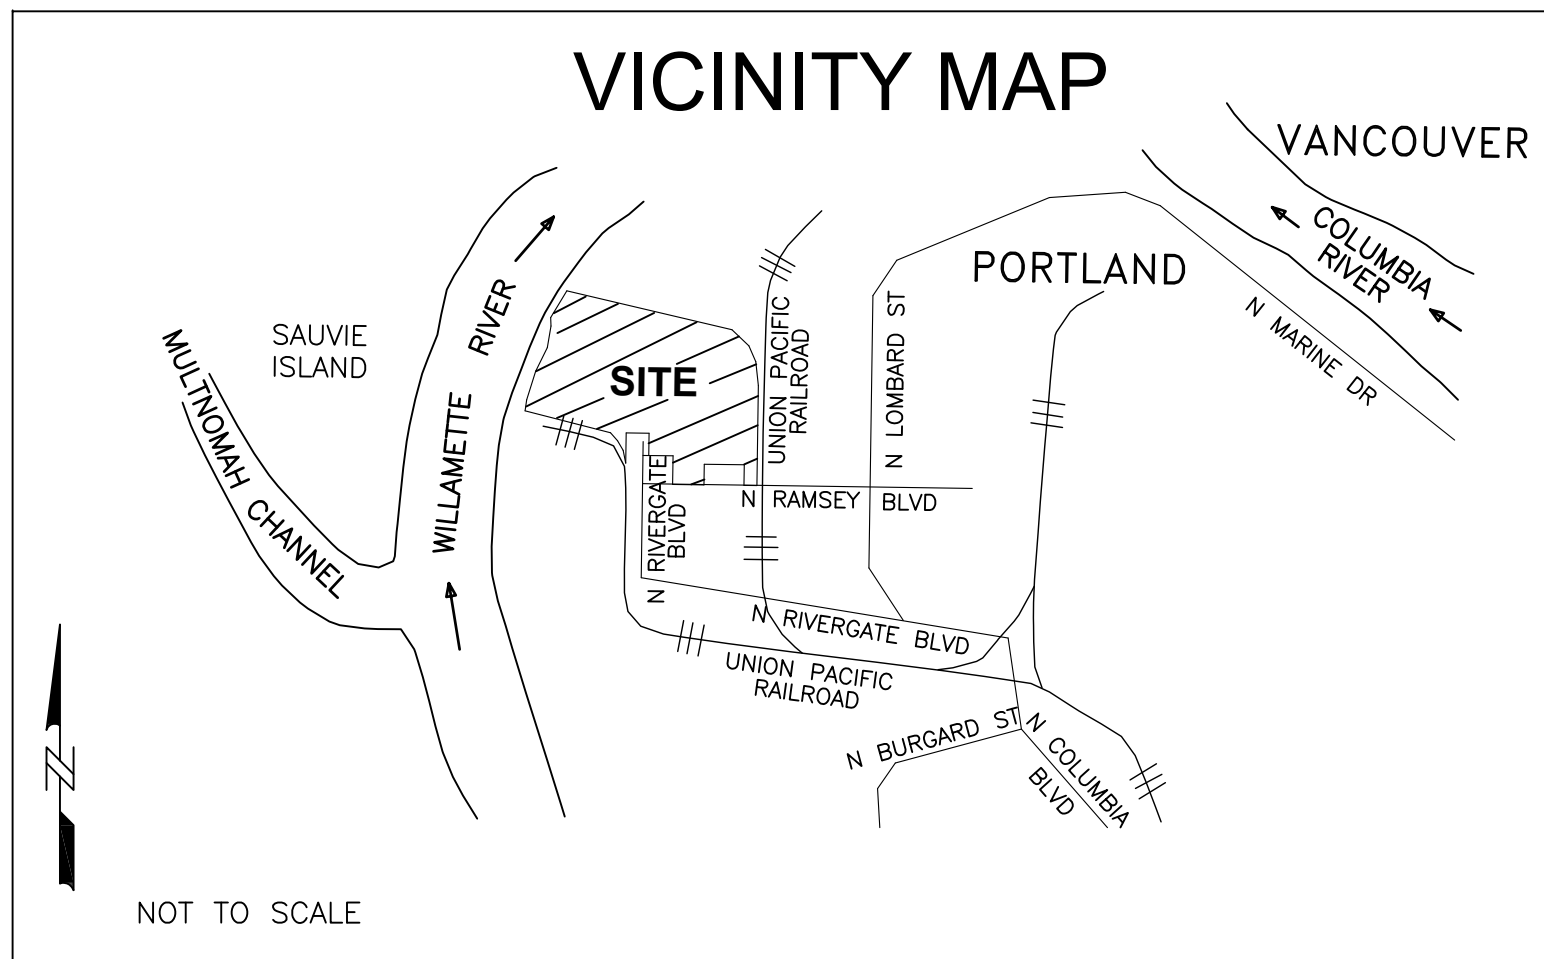 VICINITY MAP
VANCOUVER
COLUMBIA
RIVER
PORTLAND
N MARINE DR
SAUVIE
ISLAND
MULTNOMAH CHANNEL
WILLAMETTE RIVER
SITE
UNION PACIFIC
RAILROAD
N LOMBARD ST
N RAMSEY BLVD
N RIVERGATE
BLVD
N RIVERGATE BLVD
UNION PACIFIC
RAILROAD
N BURGARD ST
N COLUMBIA
BLVD
N
NOT TO SCALE